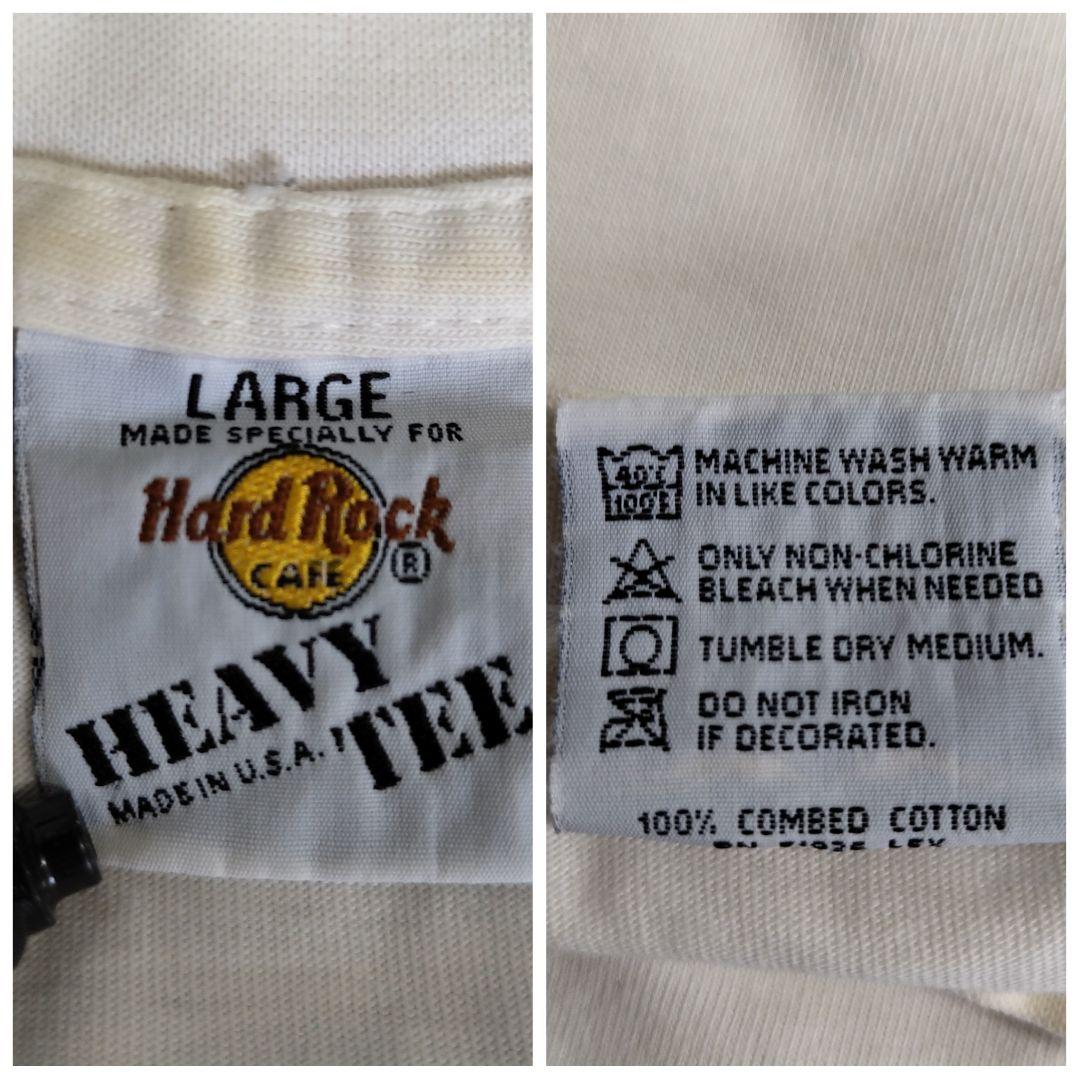 LARGE
MADE SPECIALLY FOR
Hard Rock
CAFE ®
HEAVY
TEE
MADE IN U.S.A.
40°
100°F
MACHINE WASH WARM
IN LIKE COLORS.
ONLY NON-CHLORINE
BLEACH WHEN NEEDED
TUMBLE DRY MEDIUM.
DO NOT IRON
IF DECORATED.
100% COMBED COTTON